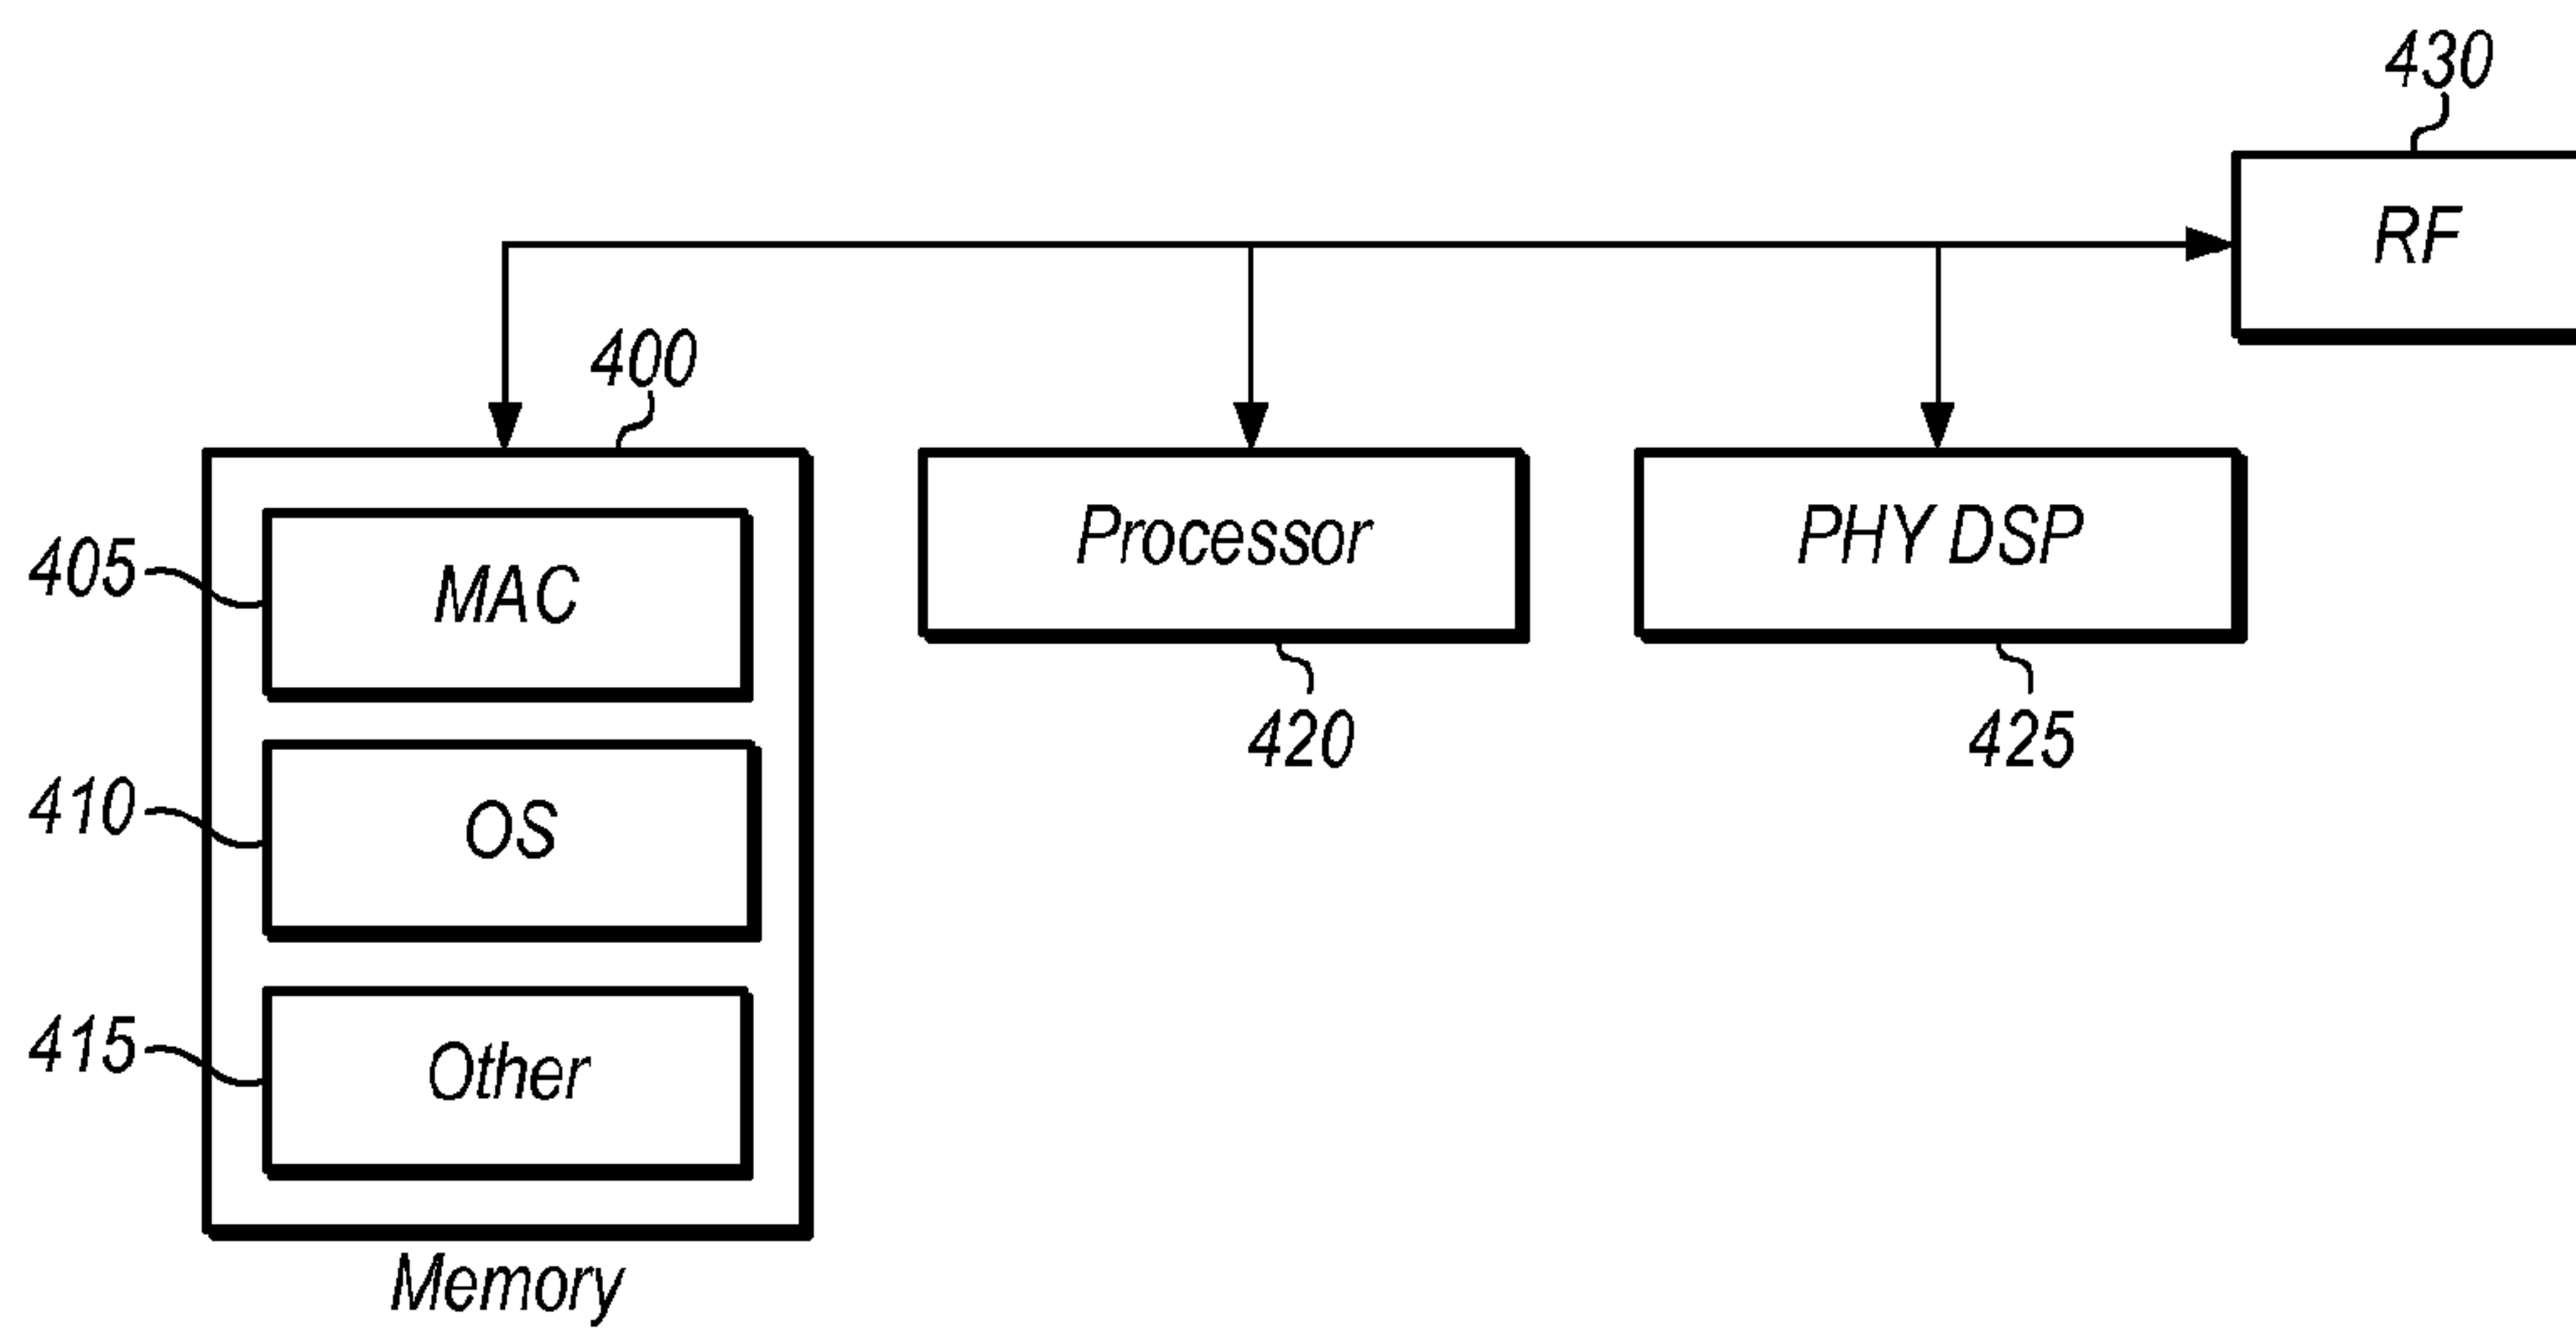 430
RF
400
405
MAC
Processor
PHY DSP
420
425
410
OS
415
Other
Memory